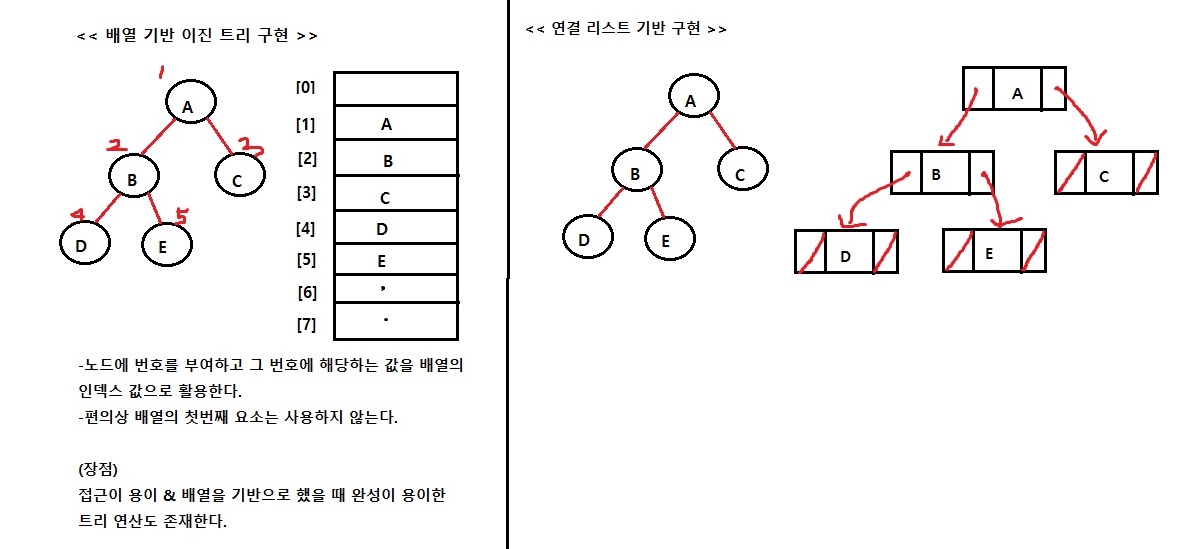 << 배열 기반 이진 트리 구현 >>
1
A
2
3
B
C
4
5
D
E
[0]
[1] A
[2] B
[3] C
[4] D
[5] E
[6] ,
[7] .
-노드에 번호를 부여하고 그 번호에 해당하는 값을 배열의
인덱스 값으로 활용한다.
-편의상 배열의 첫번째 요소는 사용하지 않는다.
(장점)
접근이 용이 & 배열을 기반으로 했을 때 완성이 용이한
트리 연산도 존재한다.
<< 연결 리스트 기반 구현 >>
A
B
C
D
E
A
B
C
D
E